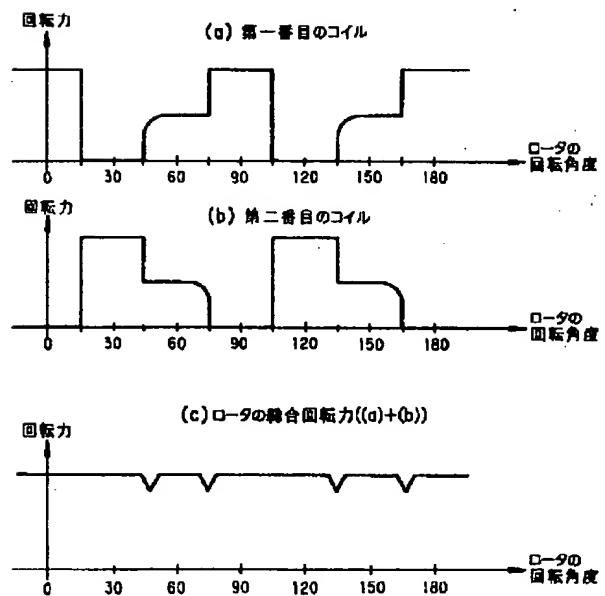 回転力
(a) 第一番目のコイル
ロータの
回転角度
0 30 60 90 120 150 180
回転力
(b) 第二番目のコイル
ロータの
回転角度
0 30 60 90 120 150 180
(c) ロータの総合回転力((a)+(b))
回転力
ロータの
回転角度
0 30 60 90 120 150 180